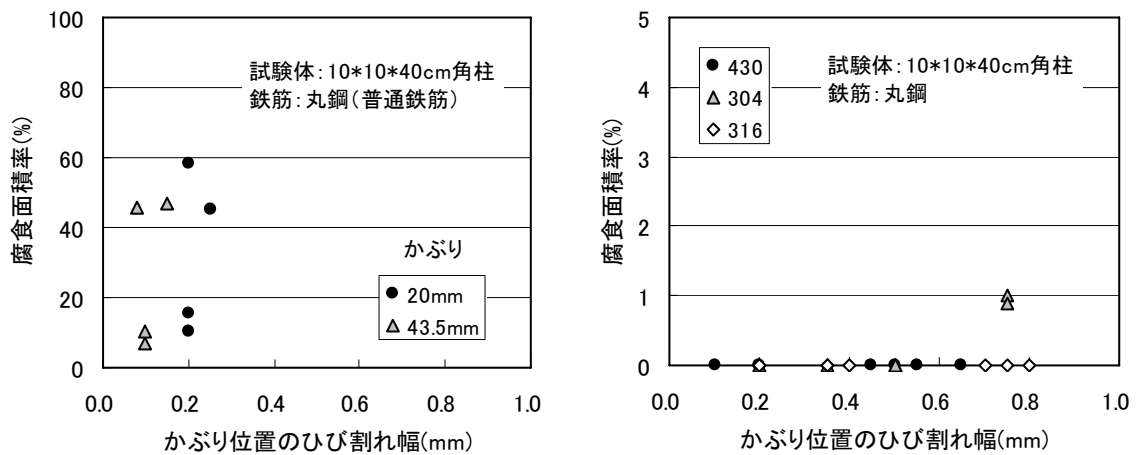 100
80
60
40
20
0
腐食面積率(%)
試験体：10*10*40cm角柱
鉄筋：丸鋼（普通鉄筋）
かぶり
20mm
43.5mm
0.0 0.2 0.4 0.6 0.8 1.0
かぶり位置のひび割れ幅(mm)
5
4
3
2
1
0
腐食面積率(%)
430
304
316
試験体：10*10*40cm角柱
鉄筋：丸鋼
0.0 0.2 0.4 0.6 0.8 1.0
かぶり位置のひび割れ幅(mm)